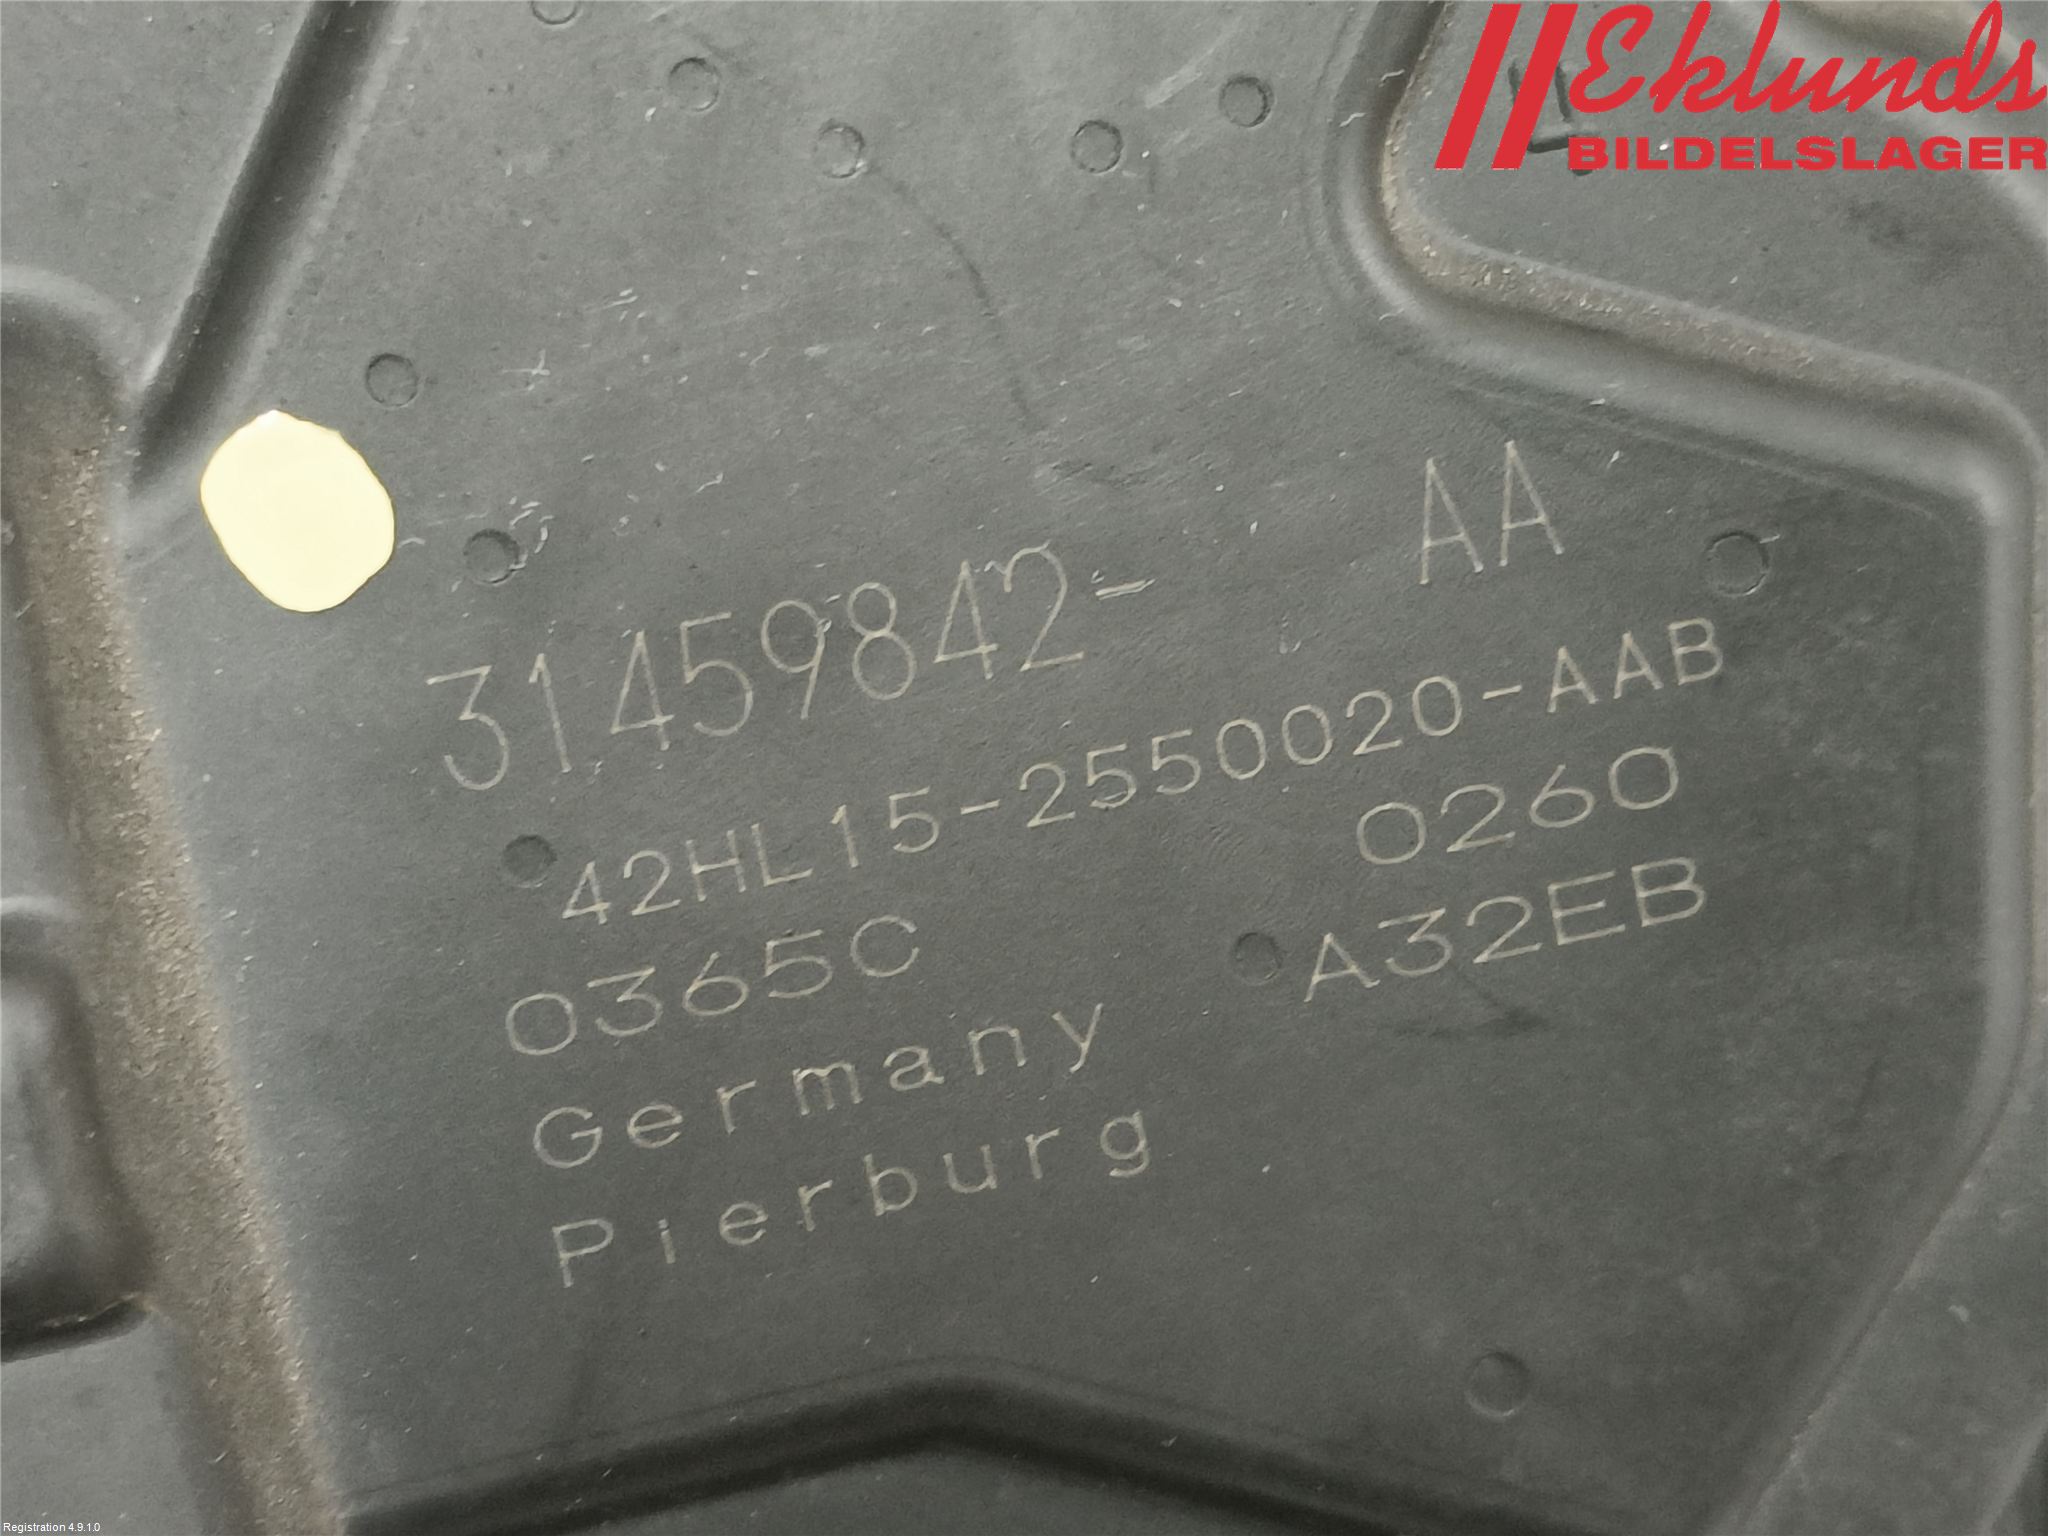 Eklunds
BILDELSLAGER
31459842- AA
42HL15-2550020-AAB
0365C 0260
A32EB
Germany
Pierburg
Registration 4.9.1.0